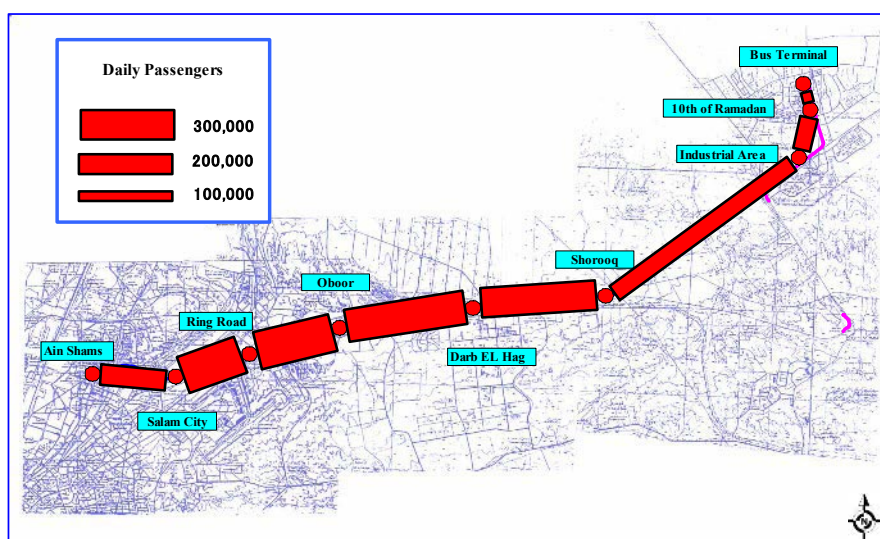 Daily Passengers
300,000
200,000
100,000
Bus Terminal
10th of Ramadan
Industrial Area
Shorooq
Oboor
Ring Road
Darb EL Hag
Ain Shams
Salam City
N